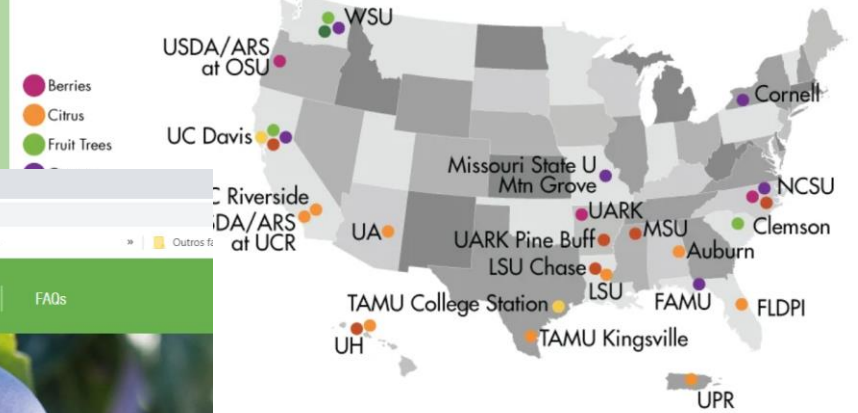 WSU
USDA/ARS
at OSU
Berries
Citrus
Fruit Trees
UC Davis
Cornell
Missouri State U
Mtn Grove
NCSU
C Riverside
SDA/ARS
at UCR
UA
UARK
UARK Pine Buff
MSU
Clemson
Auburn
LSU Chase
LSU
FAMU
FLDPI
TAMU College Station
TAMU Kingsville
UH
UPR
» Outros fa
FAQs